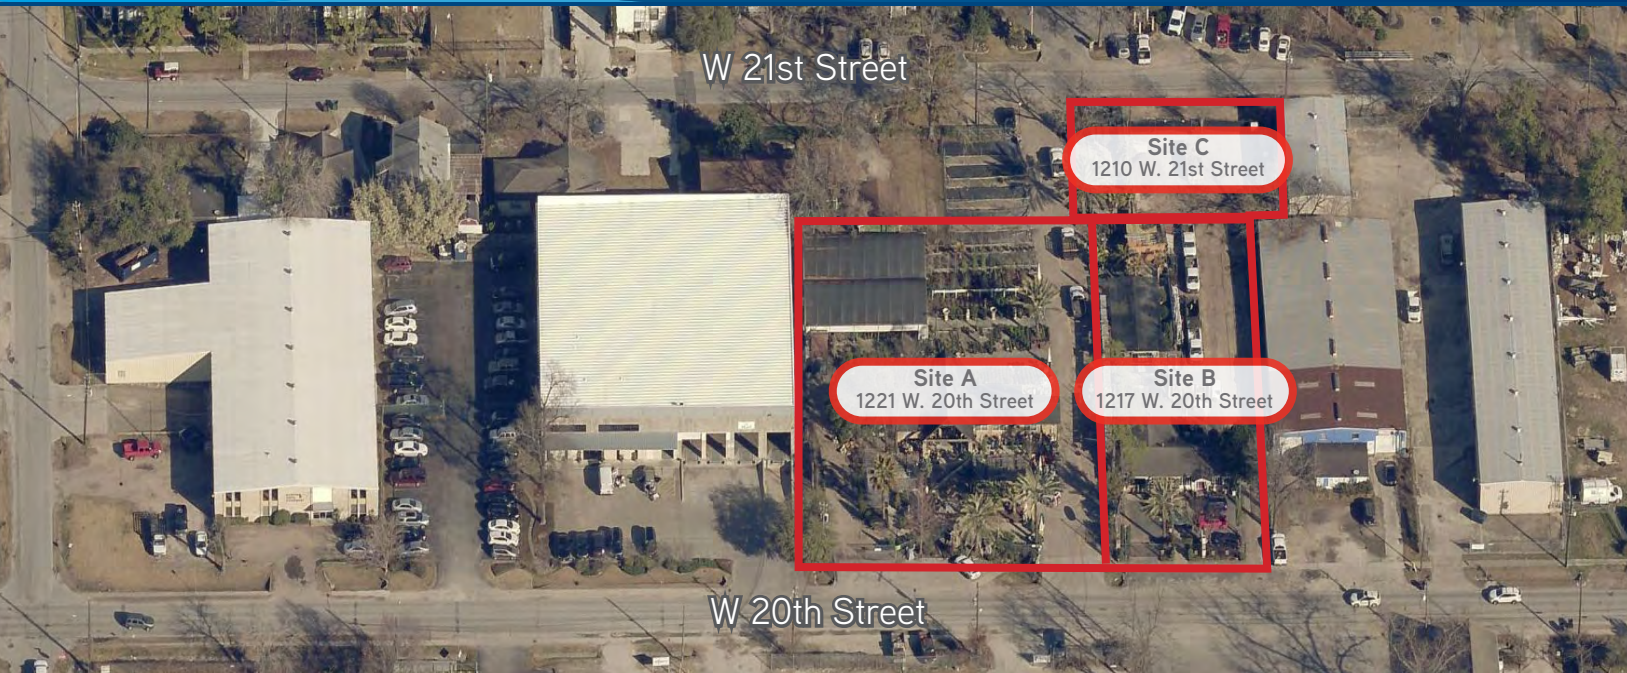 W 21st Street
Site C
1210 W. 21st Street
Site A
1221 W. 20th Street
Site B
1217 W. 20th Street
W 20th Street